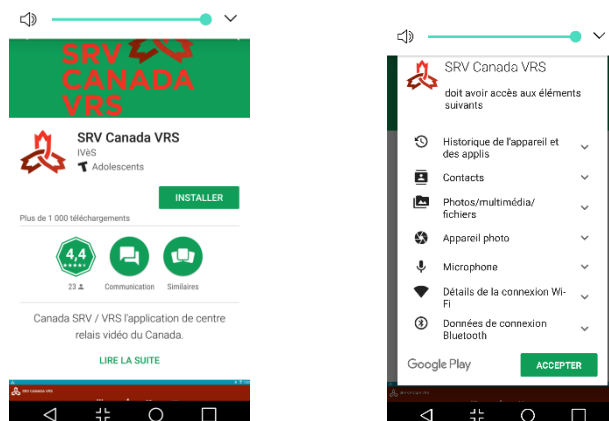 SRV
CANADA
VRS
SRV Canada VRS
IVèS
T Adolescents
INSTALLER
Plus de 1 000 téléchargements
4,4
23
Communication
Similaires
Canada SRV / VRS l'application de centre
relais vidéo du Canada.
LIRE LA SUITE
SRV CANADA VRS
SRV Canada VRS
doit avoir accès aux éléments
suivants
Historique de l'appareil et
des applis
Contacts
Photos/multimédia/
fichiers
Appareil photo
Microphone
Détails de la connexion Wi-
Fi
Données de connexion
Bluetooth
Google Play
ACCEPTER